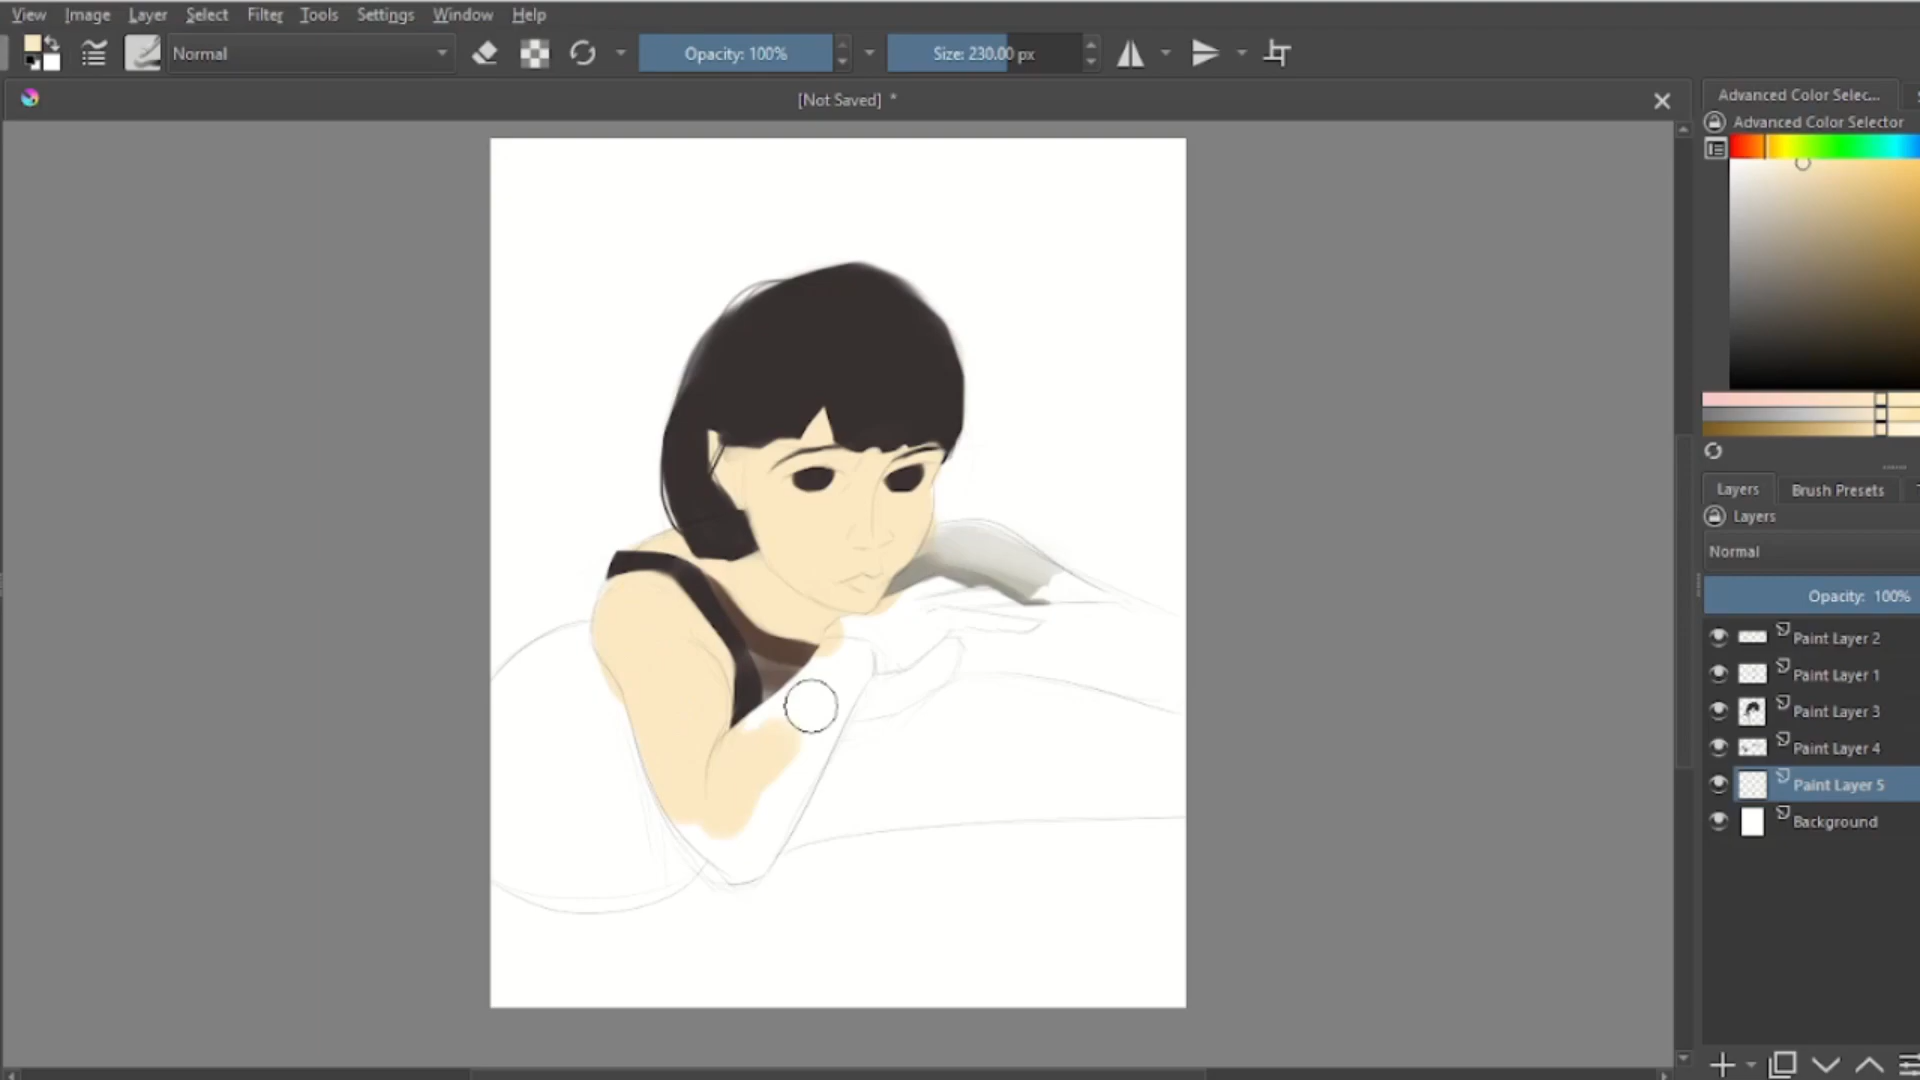 View Image Layer Select Filter Tools Settings Window Help
Normal Opacity: 100% Size: 230.00 px
[Not Saved] *
Advanced Color Selec...
Advanced Color Selector
Layers Brush Presets
Layers
Normal
Opacity: 100%
Paint Layer 2
Paint Layer 1
Paint Layer 3
Paint Layer 4
Paint Layer 5
Background